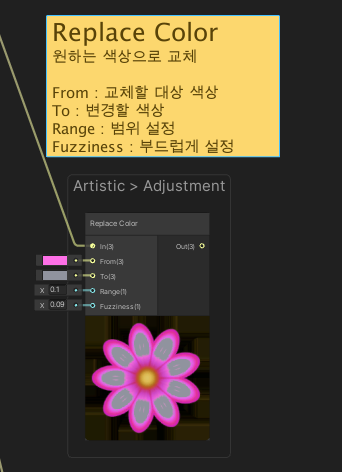 Replace Color
원하는 색상으로 교체
From : 교체할 대상 색상
To : 변경할 색상
Range : 범위 설정
Fuzziness : 부드럽게 설정
Artistic > Adjustment
Replace Color
In(3) Out(3)
From(3)
To(3)
X 0.1 Range(1)
X 0.09 Fuzziness(1)